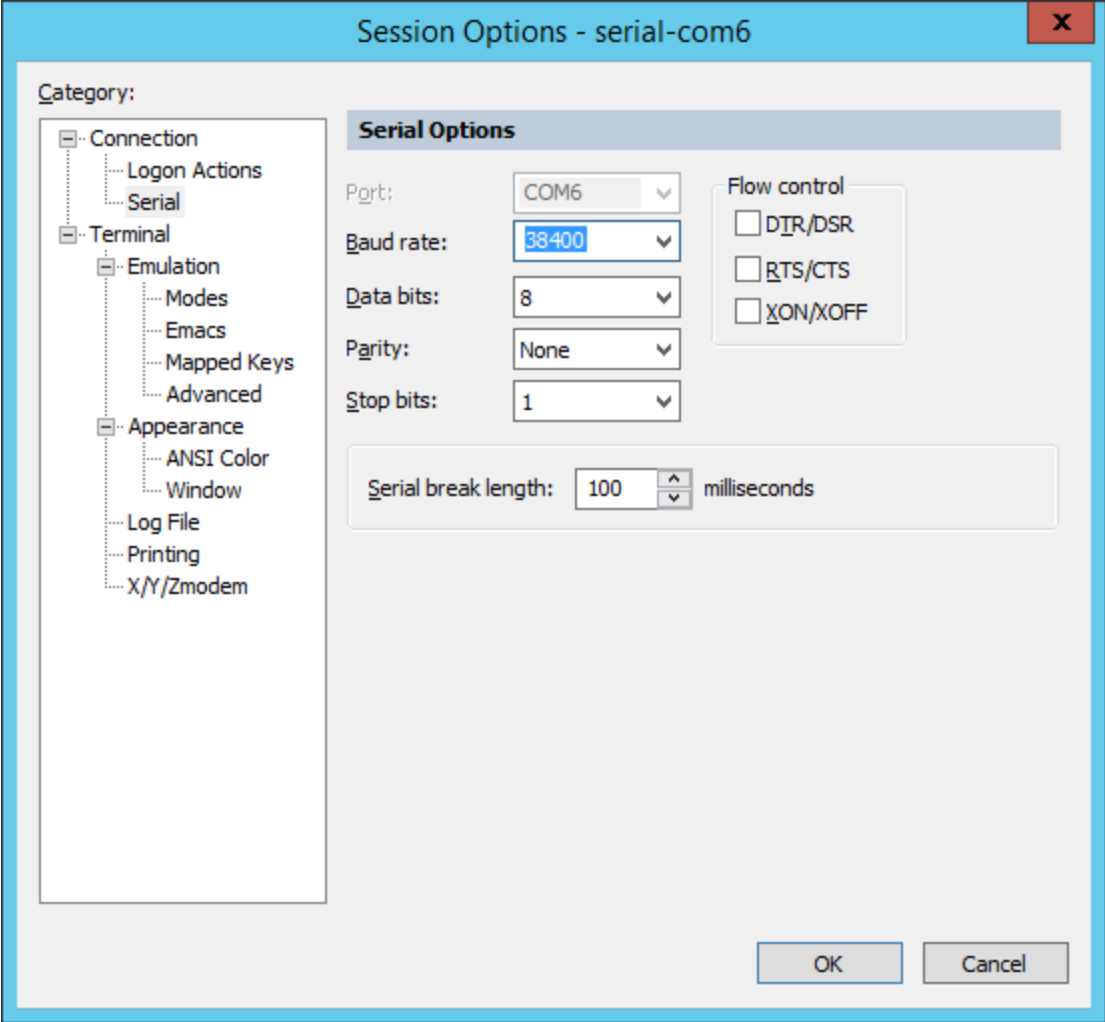 Session Options - serial-com6
x
Category:
Connection
Logon Actions
Serial
Terminal
Emulation
Modes
Emacs
Mapped Keys
Advanced
Appearance
ANSI Color
Window
Log File
Printing
X/Y/Zmodem
Serial Options
Port: COM6
Baud rate: 38400
Data bits: 8
Parity: None
Stop bits: 1
Flow control
DTR/DSR
RTS/CTS
XON/XOFF
Serial break length: 100 milliseconds
OK Cancel